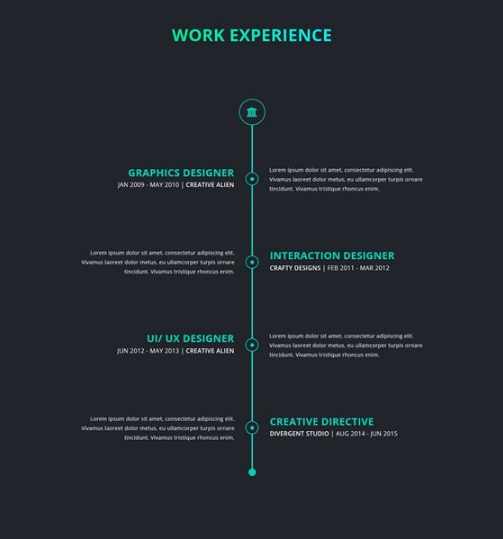 WORK EXPERIENCE
GRAPHICS DESIGNER
JAN 2009 - MAY 2010 | CREATIVE ALIEN
Lorem ipsum dolor sit amet, consectetur adipiscing elit.
Vivamus laoreet dolor metus, eu ullamcorper turpis ornare
tincidunt. Vivamus tristique rhoncus enim.
Lorem ipsum dolor sit amet, consectetur adipiscing elit.
Vivamus laoreet dolor metus, eu ullamcorper turpis ornare
tincidunt. Vivamus tristique rhoncus enim.
INTERACTION DESIGNER
CRAFTY DESIGNS | FEB 2011 - MAR 2012
UI/ UX DESIGNER
JUN 2012 - MAY 2013 | CREATIVE ALIEN
Lorem ipsum dolor sit amet, consectetur adipiscing elit.
Vivamus laoreet dolor metus, eu ullamcorper turpis ornare
tincidunt. Vivamus tristique rhoncus enim.
Lorem ipsum dolor sit amet, consectetur adipiscing elit.
Vivamus laoreet dolor metus, eu ullamcorper turpis ornare
tincidunt. Vivamus tristique rhoncus enim.
CREATIVE DIRECTIVE
DIVERGENT STUDIO | AUG 2014 - JUN 2015